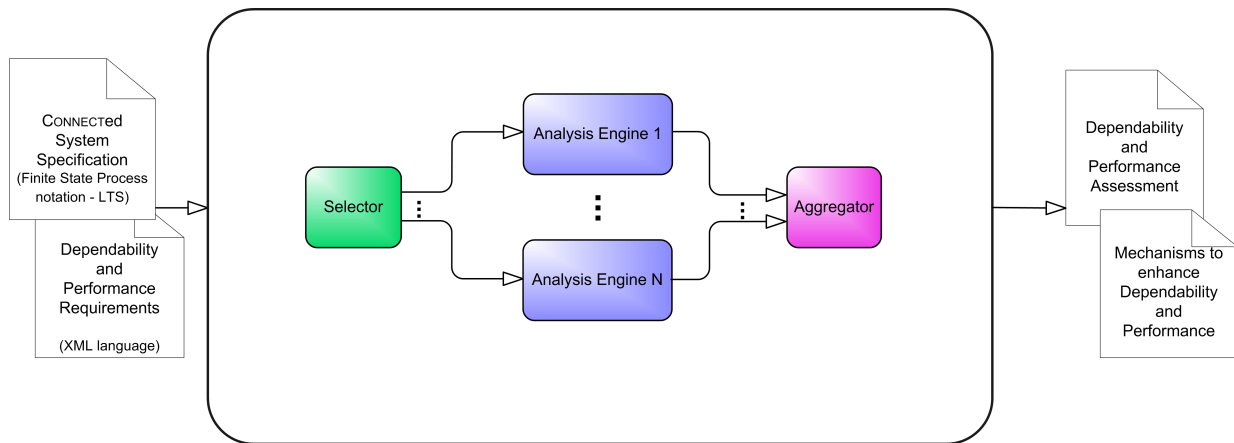 CONNECTed
System
Specification
(Finite State Process
notation - LTS)
Dependability
and
Performance
Requirements
(XML language)
Selector
Analysis Engine 1
Analysis Engine N
Aggregator
Dependability
and
Performance
Assessment
Mechanisms to
enhance
Dependability
and
Performance